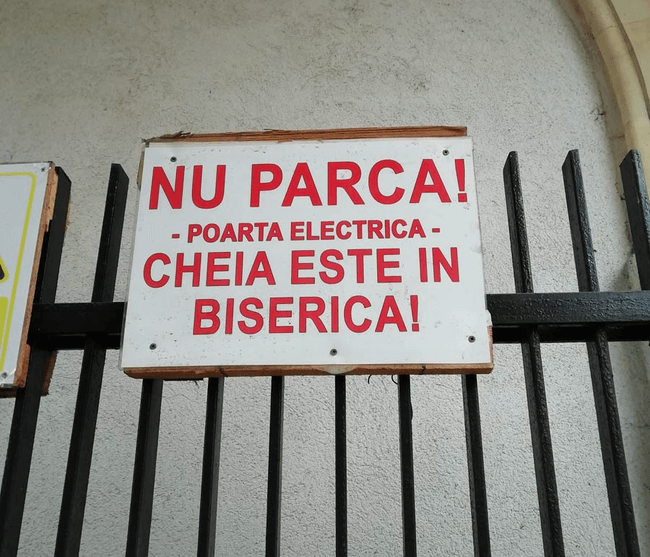 NU PARCA!
- POARTA ELECTRICA -
CHEIA ESTE IN
BISERICA!